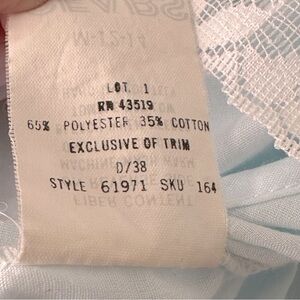 LOT. 1
RN 43519
65% POLYESTER 35% COTTON
EXCLUSIVE OF TRIM
D/38
STYLE 61971 SKU 164